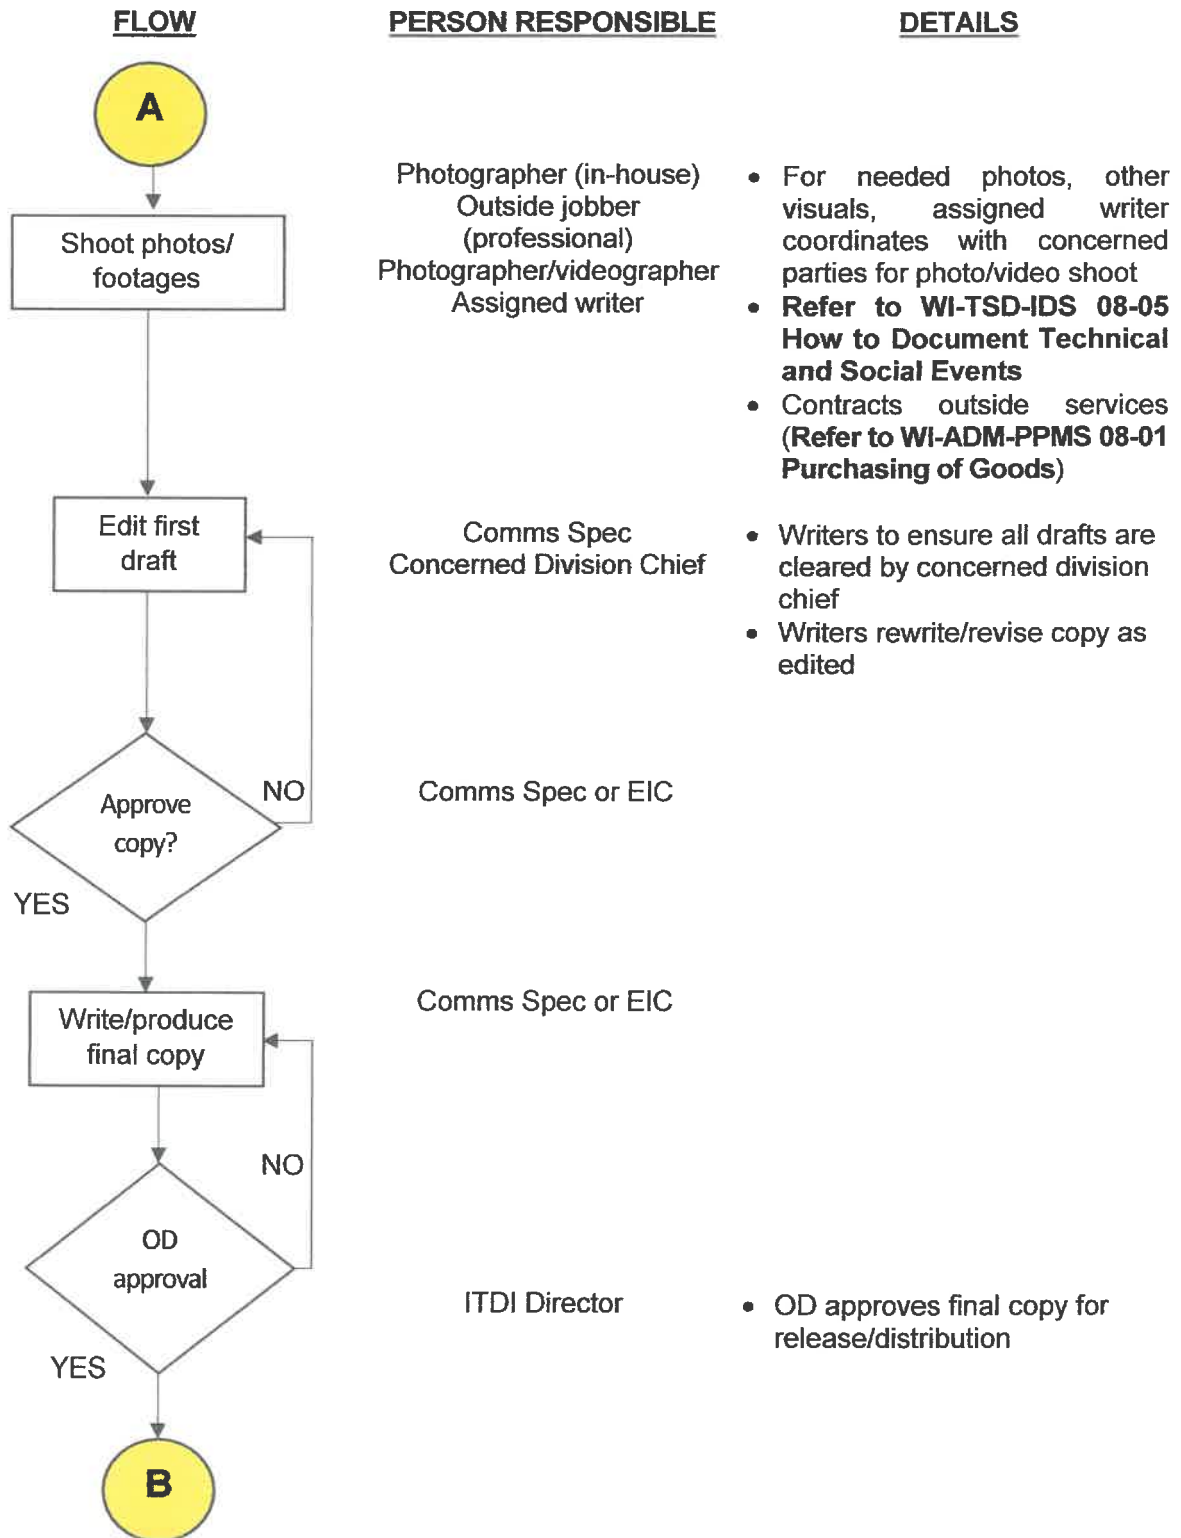 FLOW PERSON RESPONSIBLE DETAILS
A
Shoot photos/
footages
Photographer (in-house)
Outside jobber
(professional)
Photographer/videographer
Assigned writer
• For needed photos, other
visuals, assigned writer
coordinates with concerned
parties for photo/video shoot
• Refer to WI-TSD-IDS 08-05
How to Document Technical
and Social Events
• Contracts outside services
(Refer to WI-ADM-PPMS 08-01
Purchasing of Goods)
Edit first
draft
Comms Spec
Concerned Division Chief
• Writers to ensure all drafts are
cleared by concerned division
chief
• Writers rewrite/revise copy as
edited
Approve
copy?
NO
YES
Comms Spec or EIC
Write/produce
final copy
Comms Spec or EIC
NO
OD
approval
YES
ITDI Director
• OD approves final copy for
release/distribution
B